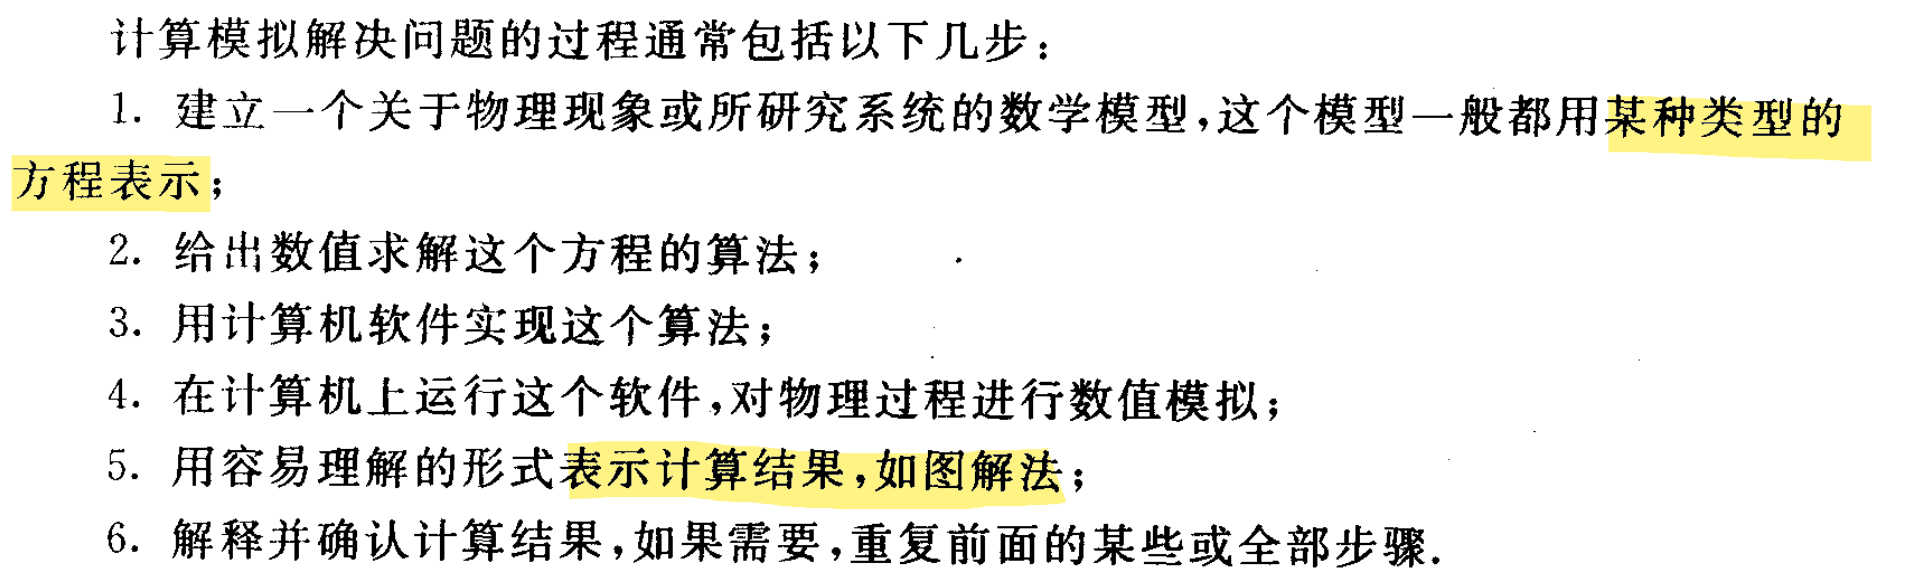 计算模拟解决问题的过程通常包括以下几步：
1. 建立一个关于物理现象或所研究系统的数学模型，这个模型一般都用某种类型的
方程表示；
2. 给出数值求解这个方程的算法；
3. 用计算机软件实现这个算法；
4. 在计算机上运行这个软件，对物理过程进行数值模拟；
5. 用容易理解的形式表示计算结果，如图解法；
6. 解释并确认计算结果，如果需要，重复前面的某些或全部步骤.